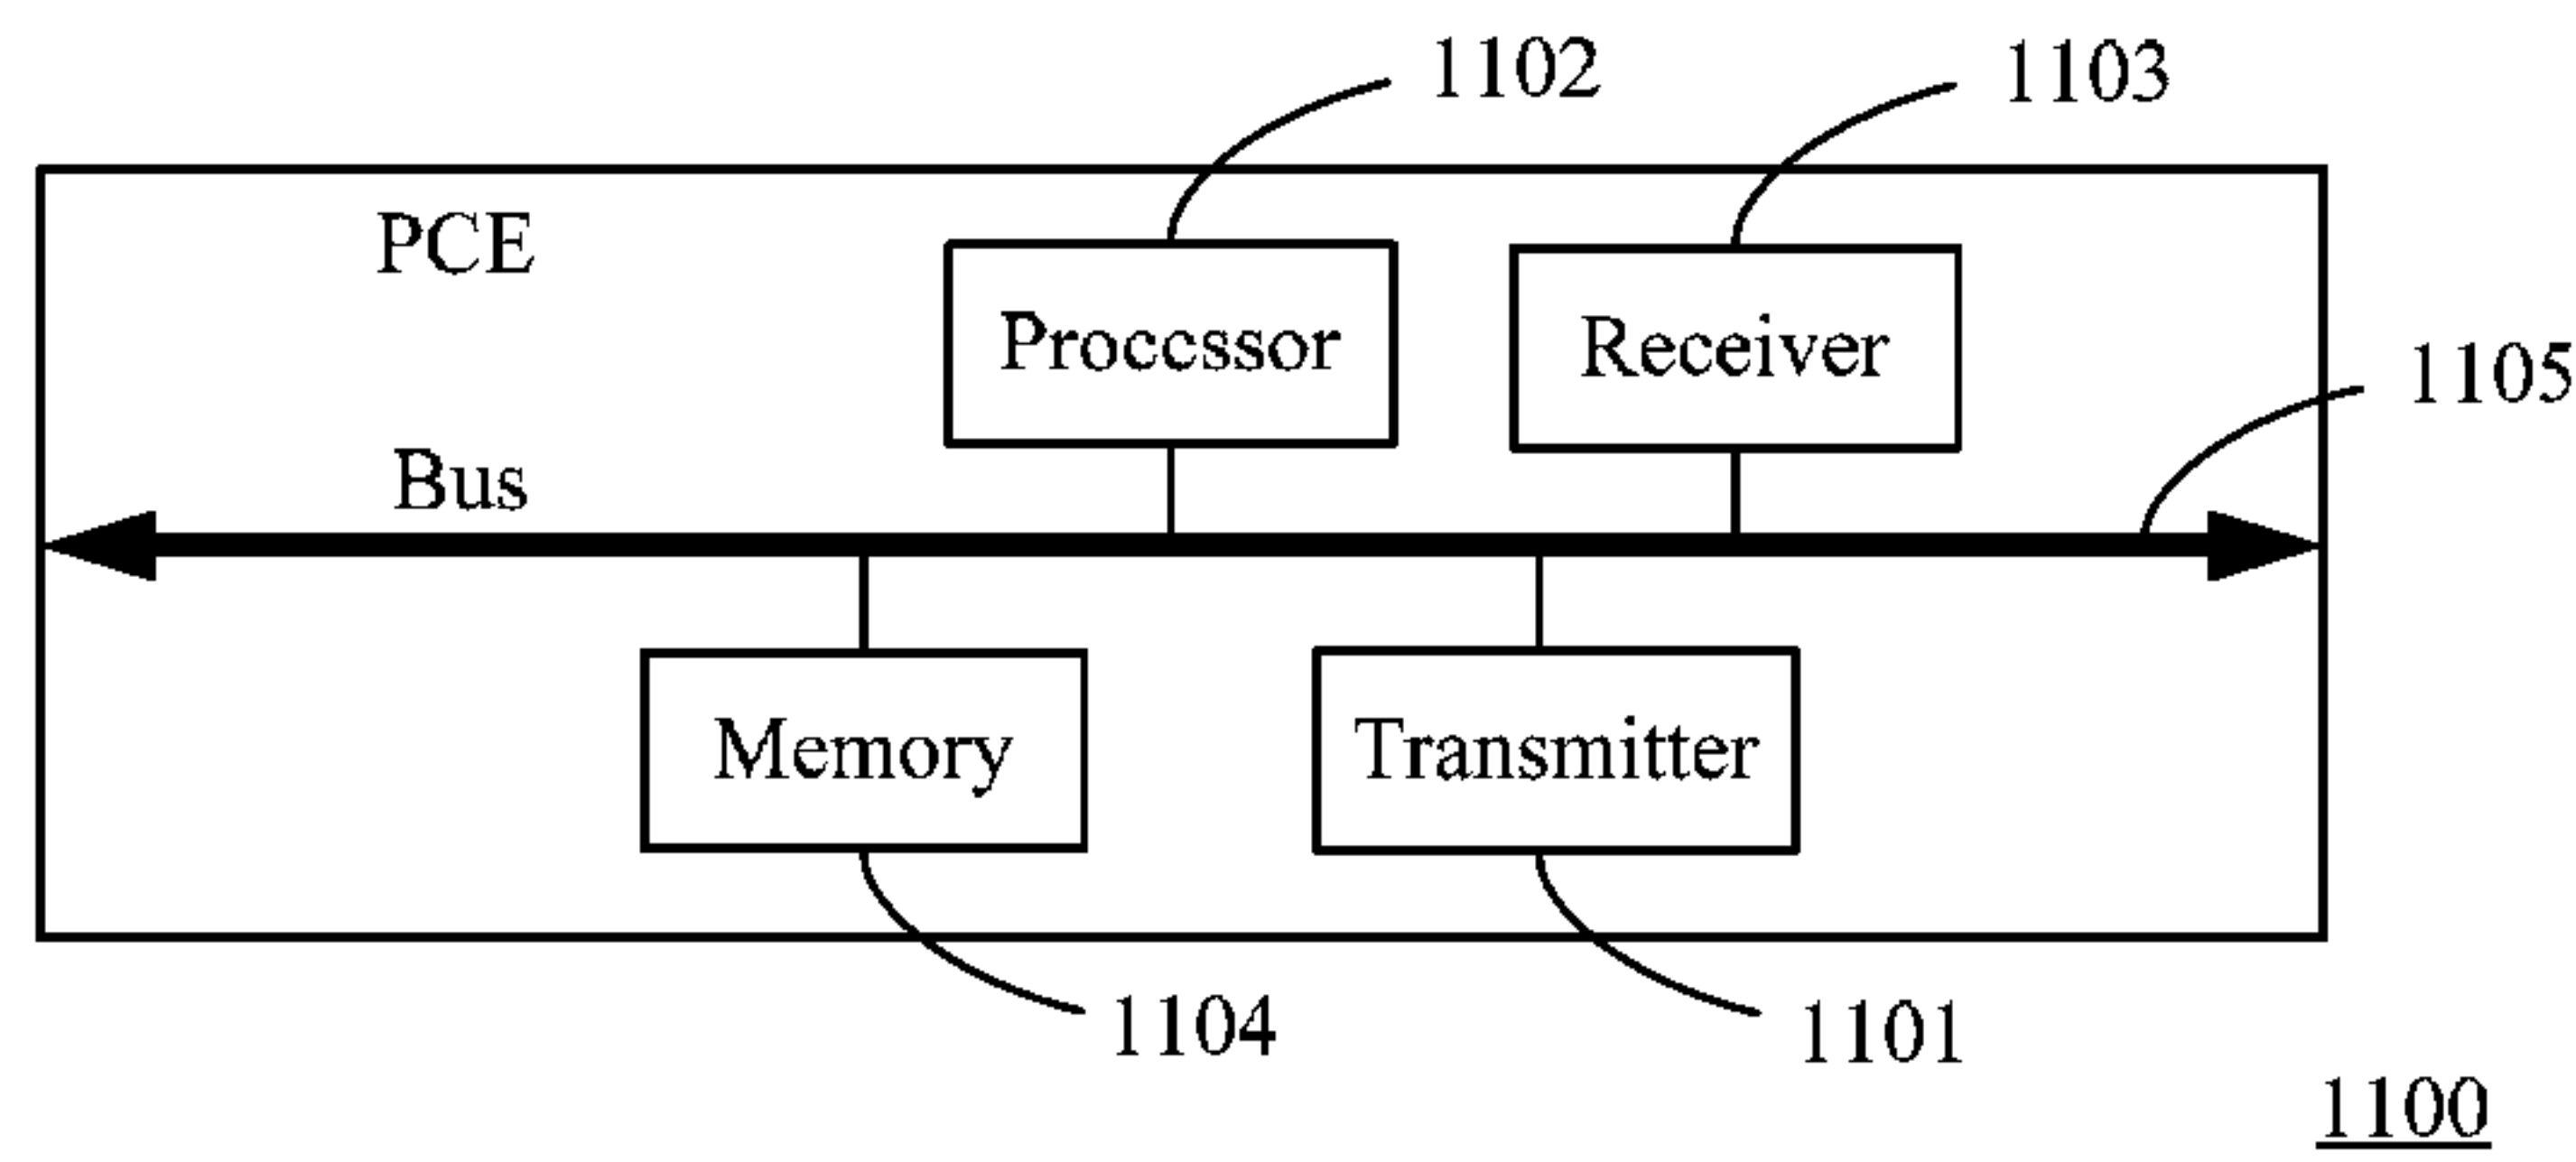 1102
1103
PCE
Proccssor
Receiver
1105
Bus
Memory
Transmitter
1104
1101
1100